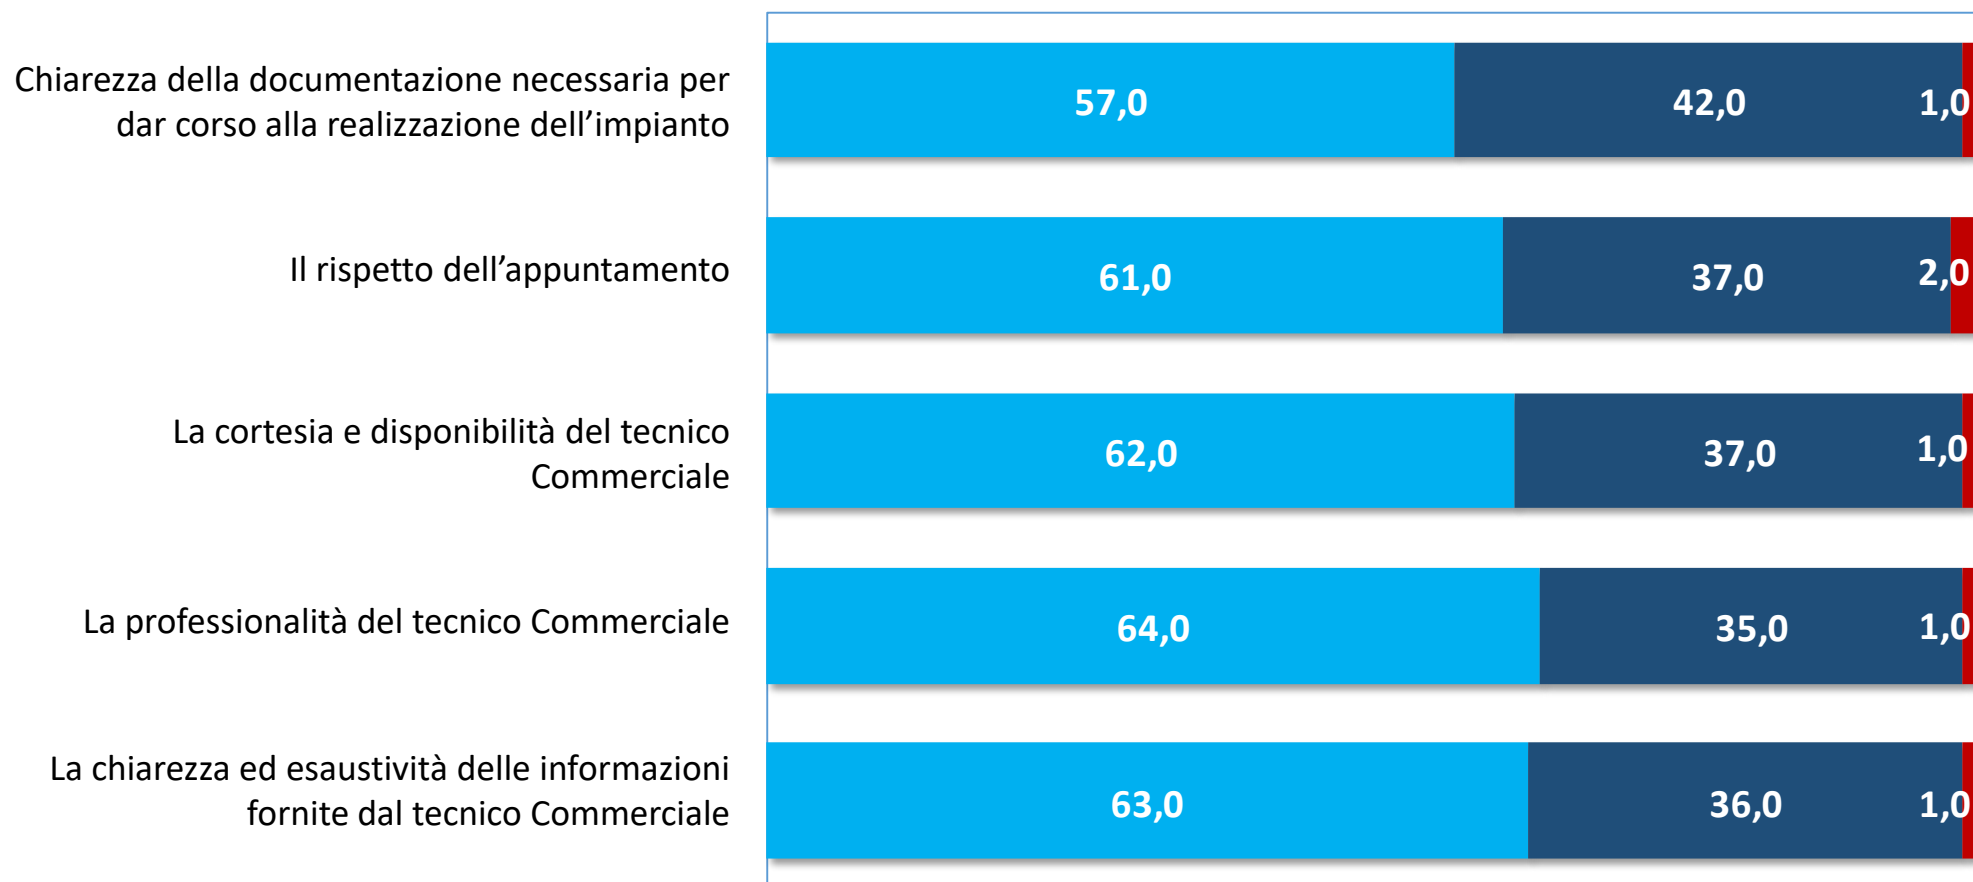 Chiarezza della documentazione necessaria per
dar corso alla realizzazione dell’impianto
57,0 42,0 1,0
Il rispetto dell’appuntamento
61,0 37,0 2,0
La cortesia e disponibilità del tecnico
Commerciale
62,0 37,0 1,0
La professionalità del tecnico Commerciale
64,0 35,0 1,0
La chiarezza ed esaustività delle informazioni
fornite dal tecnico Commerciale
63,0 36,0 1,0